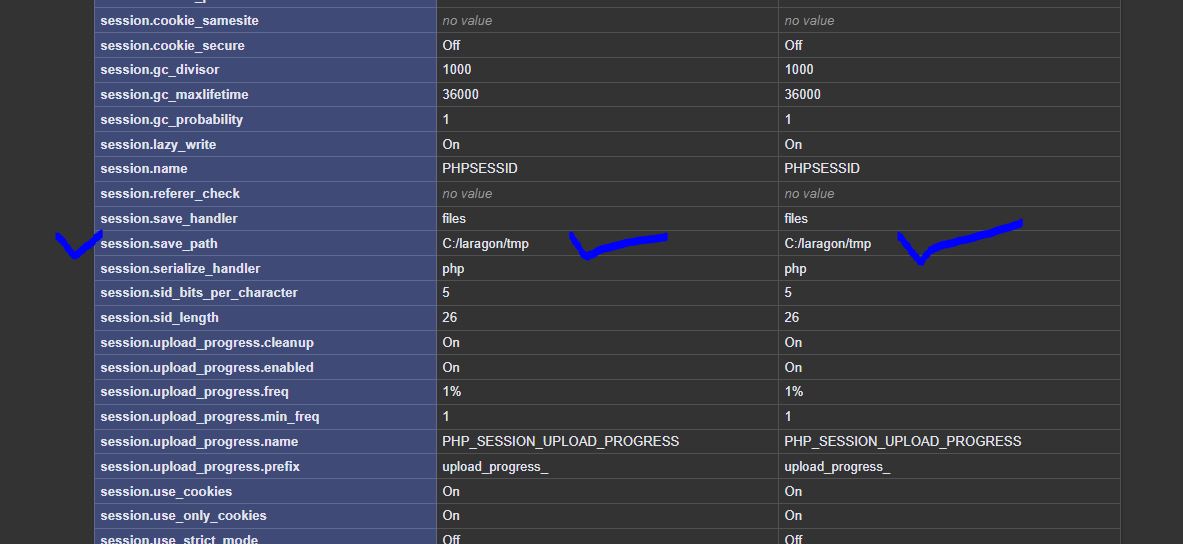 session.cookie_samesite no value no value
session.cookie_secure Off Off
session.gc_divisor 1000 1000
session.gc_maxlifetime 36000 36000
session.gc_probability 1 1
session.lazy_write On On
session.name PHPSESSID PHPSESSID
session.referer_check no value no value
session.save_handler files files
session.save_path C:/laragon/tmp C:/laragon/tmp
session.serialize_handler php php
session.sid_bits_per_character 5 5
session.sid_length 26 26
session.upload_progress.cleanup On On
session.upload_progress.enabled On On
session.upload_progress.freq 1% 1%
session.upload_progress.min_freq 1 1
session.upload_progress.name PHP_SESSION_UPLOAD_PROGRESS PHP_SESSION_UPLOAD_PROGRESS
session.upload_progress.prefix upload_progress_ upload_progress_
session.use_cookies On On
session.use_only_cookies On On
session.use_strict_mode Off Off